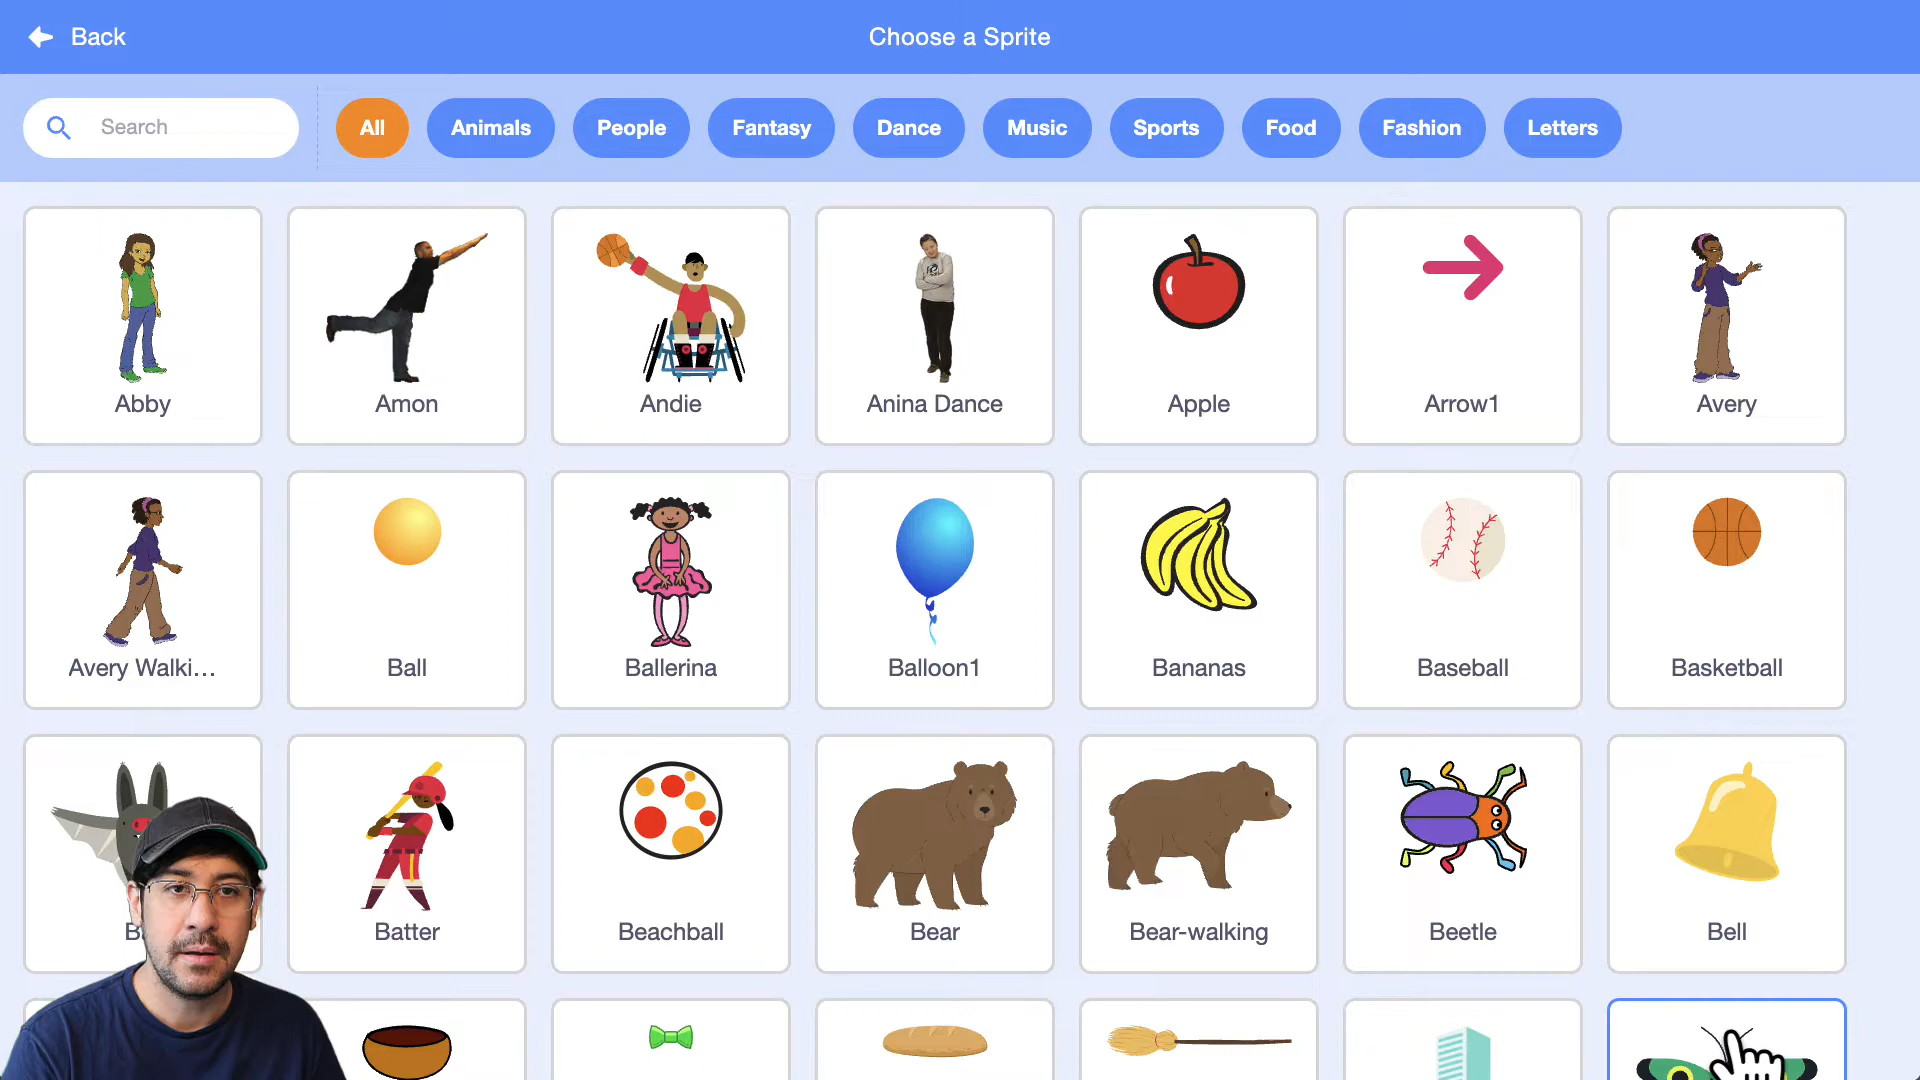 Back
Choose a Sprite
Search
All
Animals
People
Fantasy
Dance
Music
Sports
Food
Fashion
Letters
Abby
Amon
Andie
Anina Dance
Apple
Arrow1
Avery
Avery Walki...
Ball
Ballerina
Balloon1
Bananas
Baseball
Basketball
Batter
Beachball
Bear
Bear-walking
Beetle
Bell